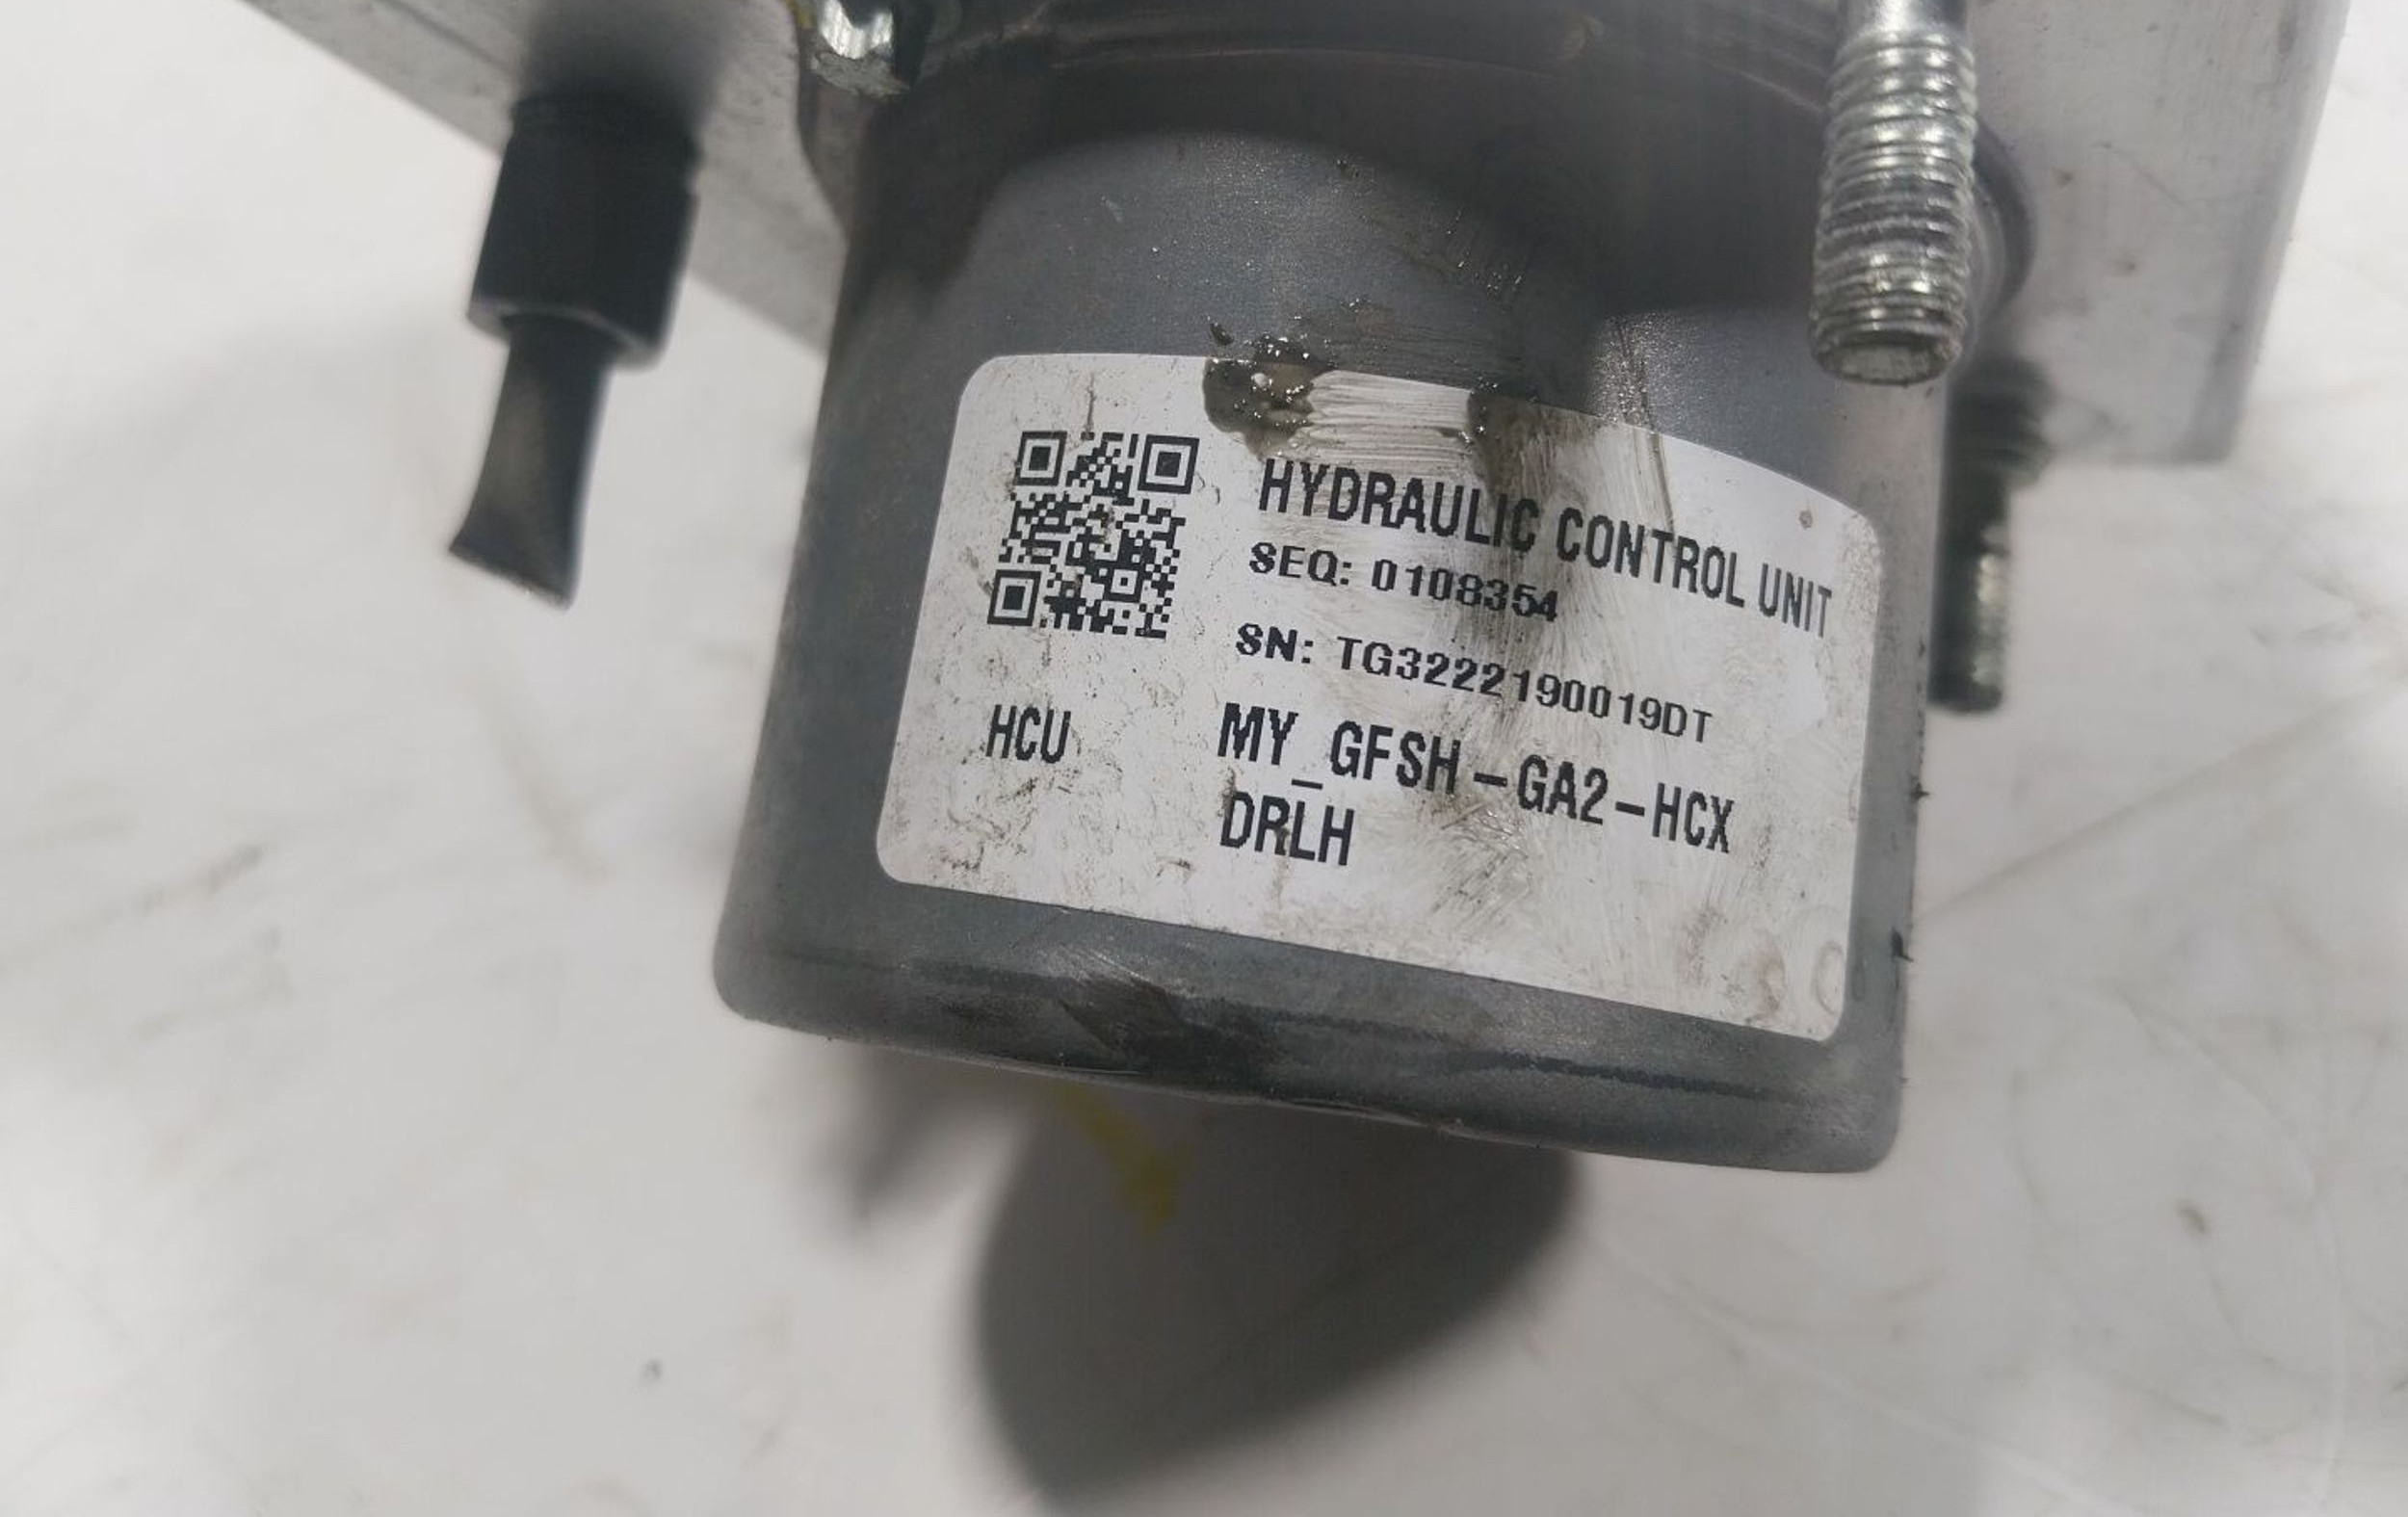 HYDRAULIC CONTROL UNIT
SEQ: 0108354
SN: TG3222190019DT
HCU MY_GFSH-GA2-HCX
DRLH